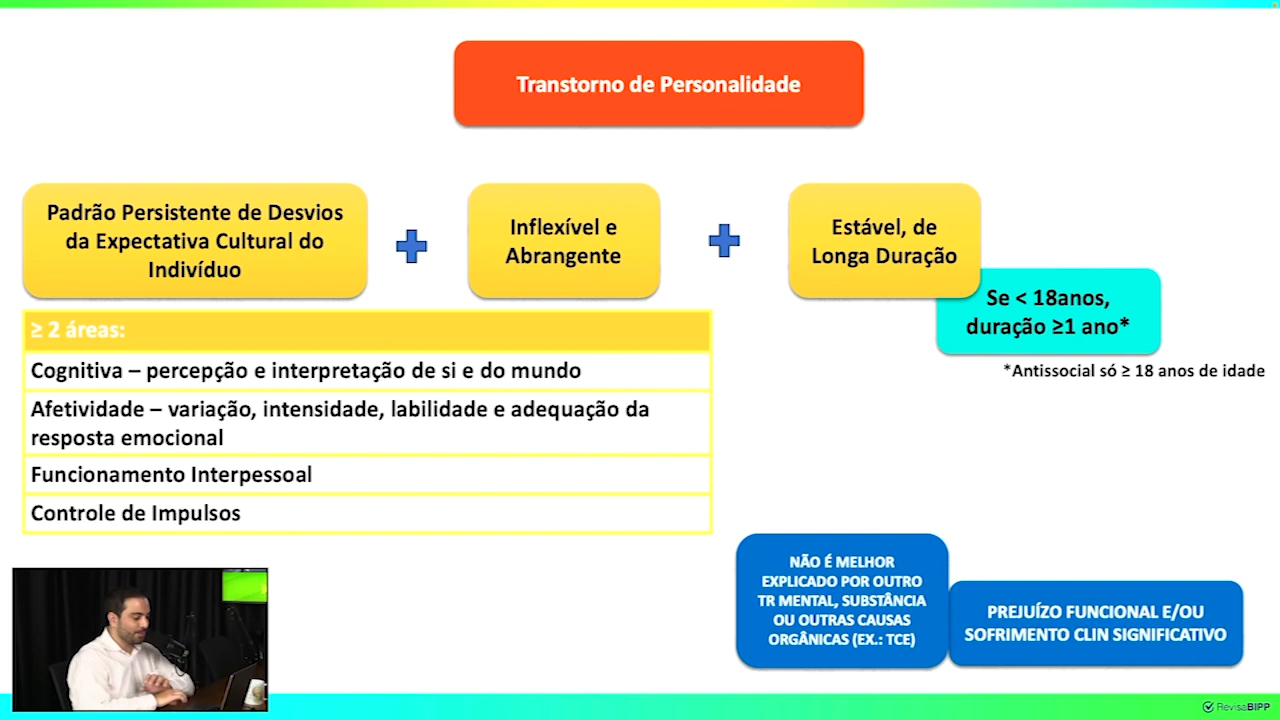 Transtorno de Personalidade
Padrão Persistente de Desvios
da Expectativa Cultural do
Indivíduo
Inflexível e
Abrangente
Estável, de
Longa Duração
Se < 18anos,
duração ≥1 ano*
*Antissocial só ≥ 18 anos de idade
≥ 2 áreas:
Cognitiva – percepção e interpretação de si e do mundo
Afetividade – variação, intensidade, labilidade e adequação da
resposta emocional
Funcionamento Interpessoal
Controle de Impulsos
NÃO É MELHOR
EXPLICADO POR OUTRO
TR MENTAL, SUBSTÂNCIA
OU OUTRAS CAUSAS
ORGÂNICAS (EX.: TCE)
PREJUÍZO FUNCIONAL E/OU
SOFRIMENTO CLIN SIGNIFICATIVO
RevisaBIPP